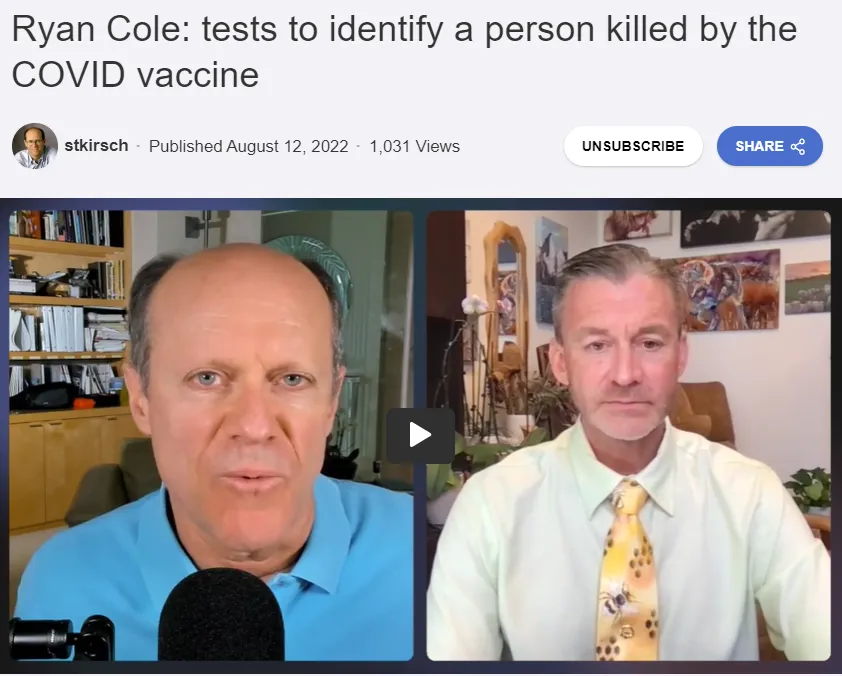 Ryan Cole: tests to identify a person killed by the
COVID vaccine
stkirsch · Published August 12, 2022 · 1,031 Views
UNSUBSCRIBE
SHARE